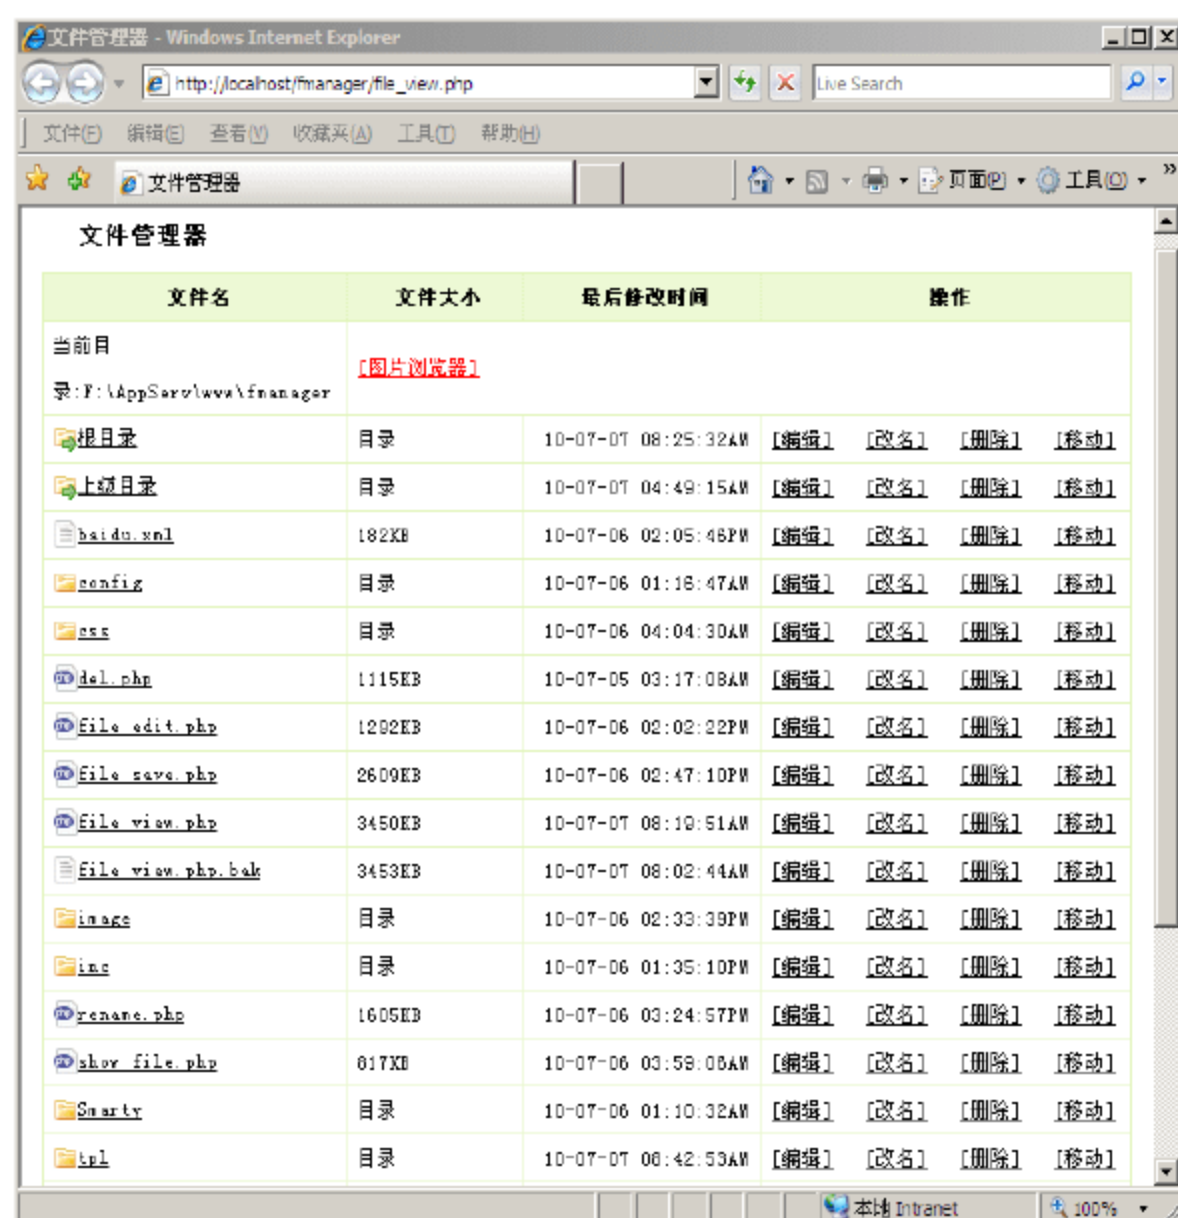 文件管理器 - Windows Internet Explorer
http://localhost/fmanager/file_view.php Live Search
文件(F) 编辑(E) 查看(V) 收藏夹(A) 工具(T) 帮助(H)
文件管理器 页面(P) 工具(O) »
文件管理器
文件名 文件大小 最后修改时间 操作
当前目
录:F:\AppServ\www\fmanager [图片浏览器]
根目录 目录 10-07-07 08:25:32AM [编辑] [改名] [删除] [移动]
上级目录 目录 10-07-07 04:49:15AM [编辑] [改名] [删除] [移动]
baidu.xml 182KB 10-07-06 02:05:46PM [编辑] [改名] [删除] [移动]
config 目录 10-07-06 01:16:47AM [编辑] [改名] [删除] [移动]
css 目录 10-07-06 04:04:30AM [编辑] [改名] [删除] [移动]
del.php 1115KB 10-07-05 03:17:08AM [编辑] [改名] [删除] [移动]
file_edit.php 1292KB 10-07-06 02:02:22PM [编辑] [改名] [删除] [移动]
file_save.php 2609KB 10-07-06 02:47:10PM [编辑] [改名] [删除] [移动]
file_view.php 3450KB 10-07-07 08:19:51AM [编辑] [改名] [删除] [移动]
file_view.php.bak 3453KB 10-07-07 08:02:44AM [编辑] [改名] [删除] [移动]
image 目录 10-07-06 02:33:39PM [编辑] [改名] [删除] [移动]
inc 目录 10-07-06 01:35:10PM [编辑] [改名] [删除] [移动]
rename.php 1605KB 10-07-06 03:24:57PM [编辑] [改名] [删除] [移动]
show_file.php 817KB 10-07-06 03:59:06AM [编辑] [改名] [删除] [移动]
Smarty 目录 10-07-06 01:10:32AM [编辑] [改名] [删除] [移动]
tpl 目录 10-07-07 06:42:53AM [编辑] [改名] [删除] [移动]
本地 Intranet 100%